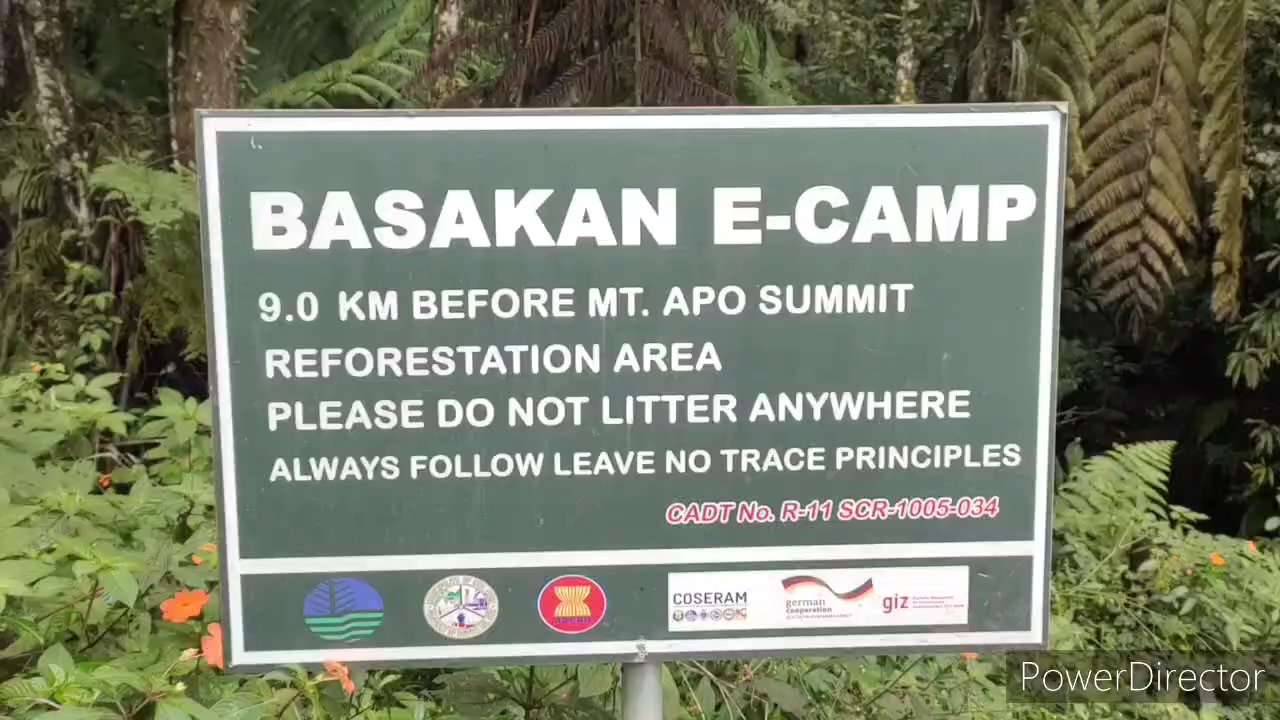 BASAKAN E-CAMP
9.0 KM BEFORE MT. APO SUMMIT
REFORESTATION AREA
PLEASE DO NOT LITTER ANYWHERE
ALWAYS FOLLOW LEAVE NO TRACE PRINCIPLES
CADT No. R-11 SCR-1005-034
asean
COSERAM
german
cooperation
giz
PowerDirector